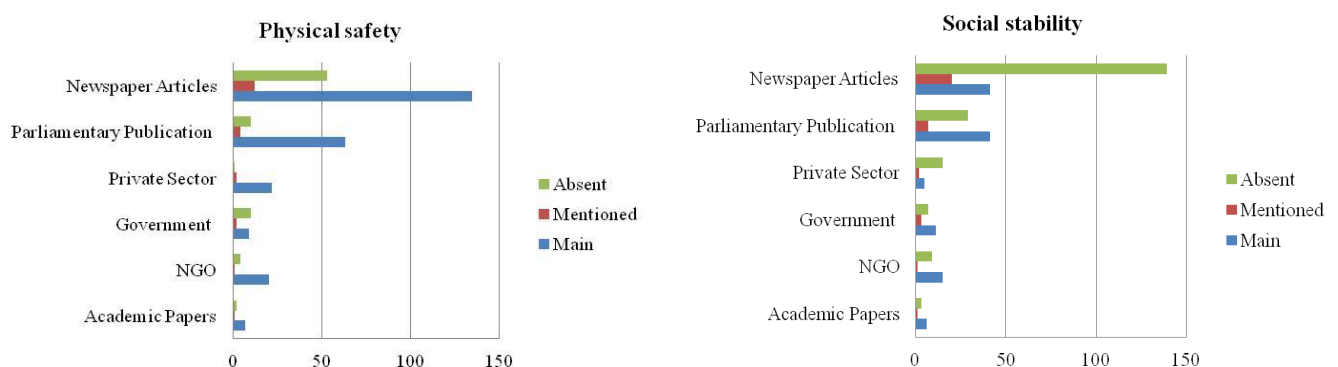 Physical safety
Newspaper Articles
Parliamentary Publication
Private Sector
Government
NGO
Academic Papers
0 50 100 150
Absent
Mentioned
Main
Social stability
Newspaper Articles
Parliamentary Publication
Private Sector
Government
NGO
Academic Papers
0 50 100 150
Absent
Mentioned
Main